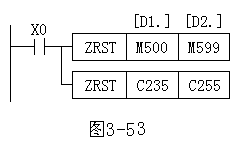 [D1.] [D2.]
X0
ZRST M500 M599
ZRST C235 C255
图3-53